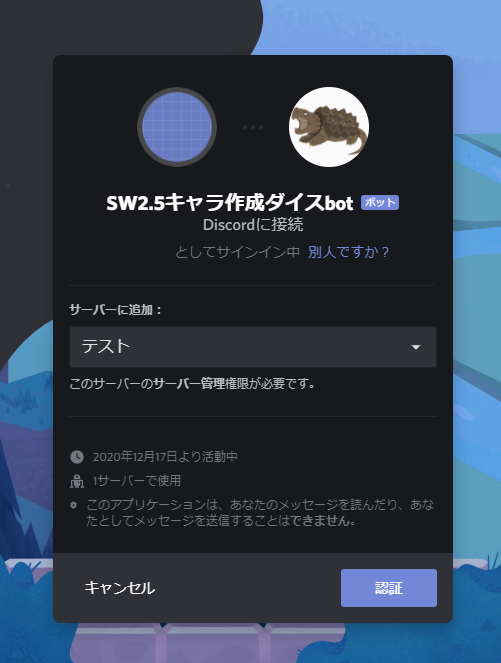 SW2.5キャラ作成ダイスbot ボット
Discordに接続
としてサインイン中 別人ですか？
サーバーに追加：
テスト
このサーバーのサーバー管理権限が必要です。
2020年12月17日より活動中
1サーバーで使用
このアプリケーションは、あなたのメッセージを読んだり、あな
たとしてメッセージを送信することはできません。
キャンセル 認証